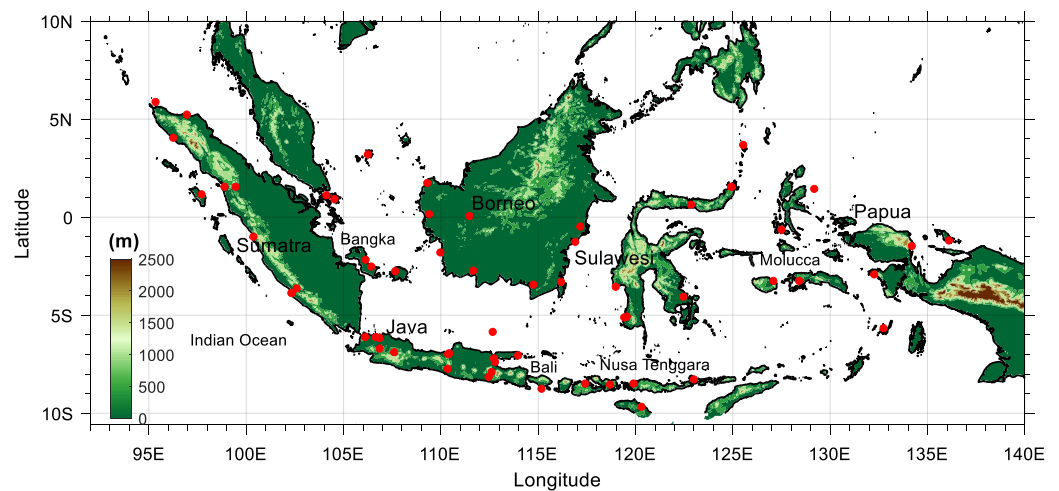 10N
5N
0
5S
10S
Latitude
(m)
2500
2000
1500
1000
500
0
Borneo
Papua
Sumatra
Bangka
Sulawesi
Molucca
Java
Indian Ocean
Bali
Nusa Tenggara
95E
100E
105E
110E
115E
120E
125E
130E
135E
140E
Longitude